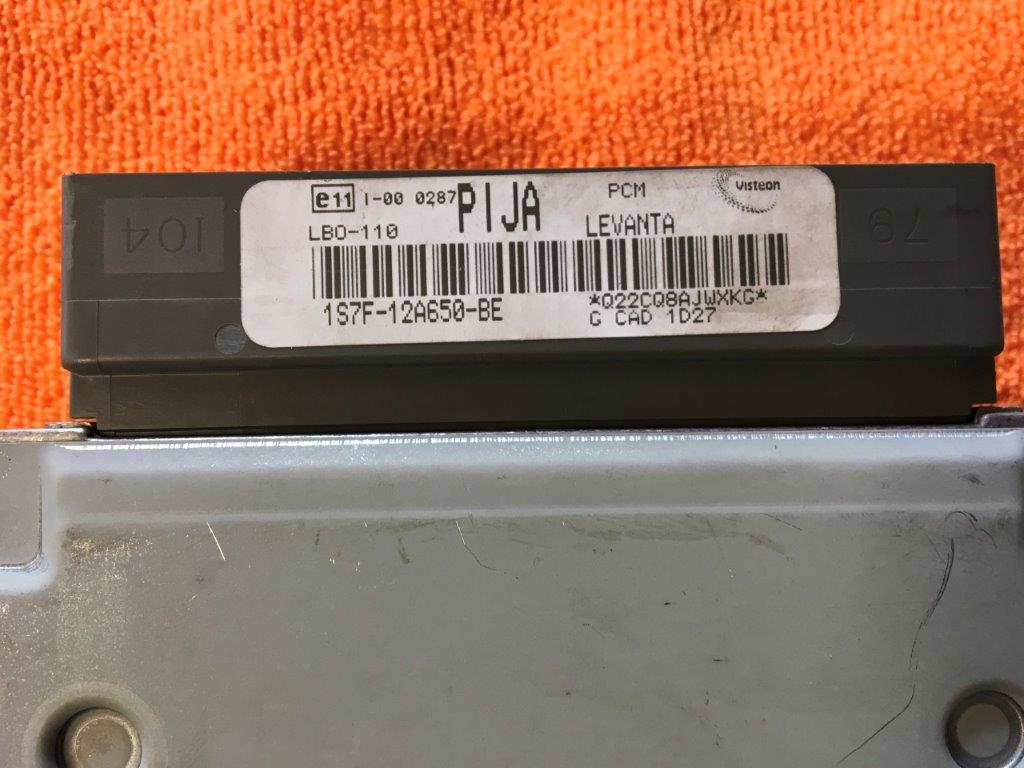 e11 I-00 0287 PIJA PCM Visteon
LBO-110 LEVANTA
1S7F-12A650-BE *Q22CQ8AJWXKG*
G CAD 1D27
104 79